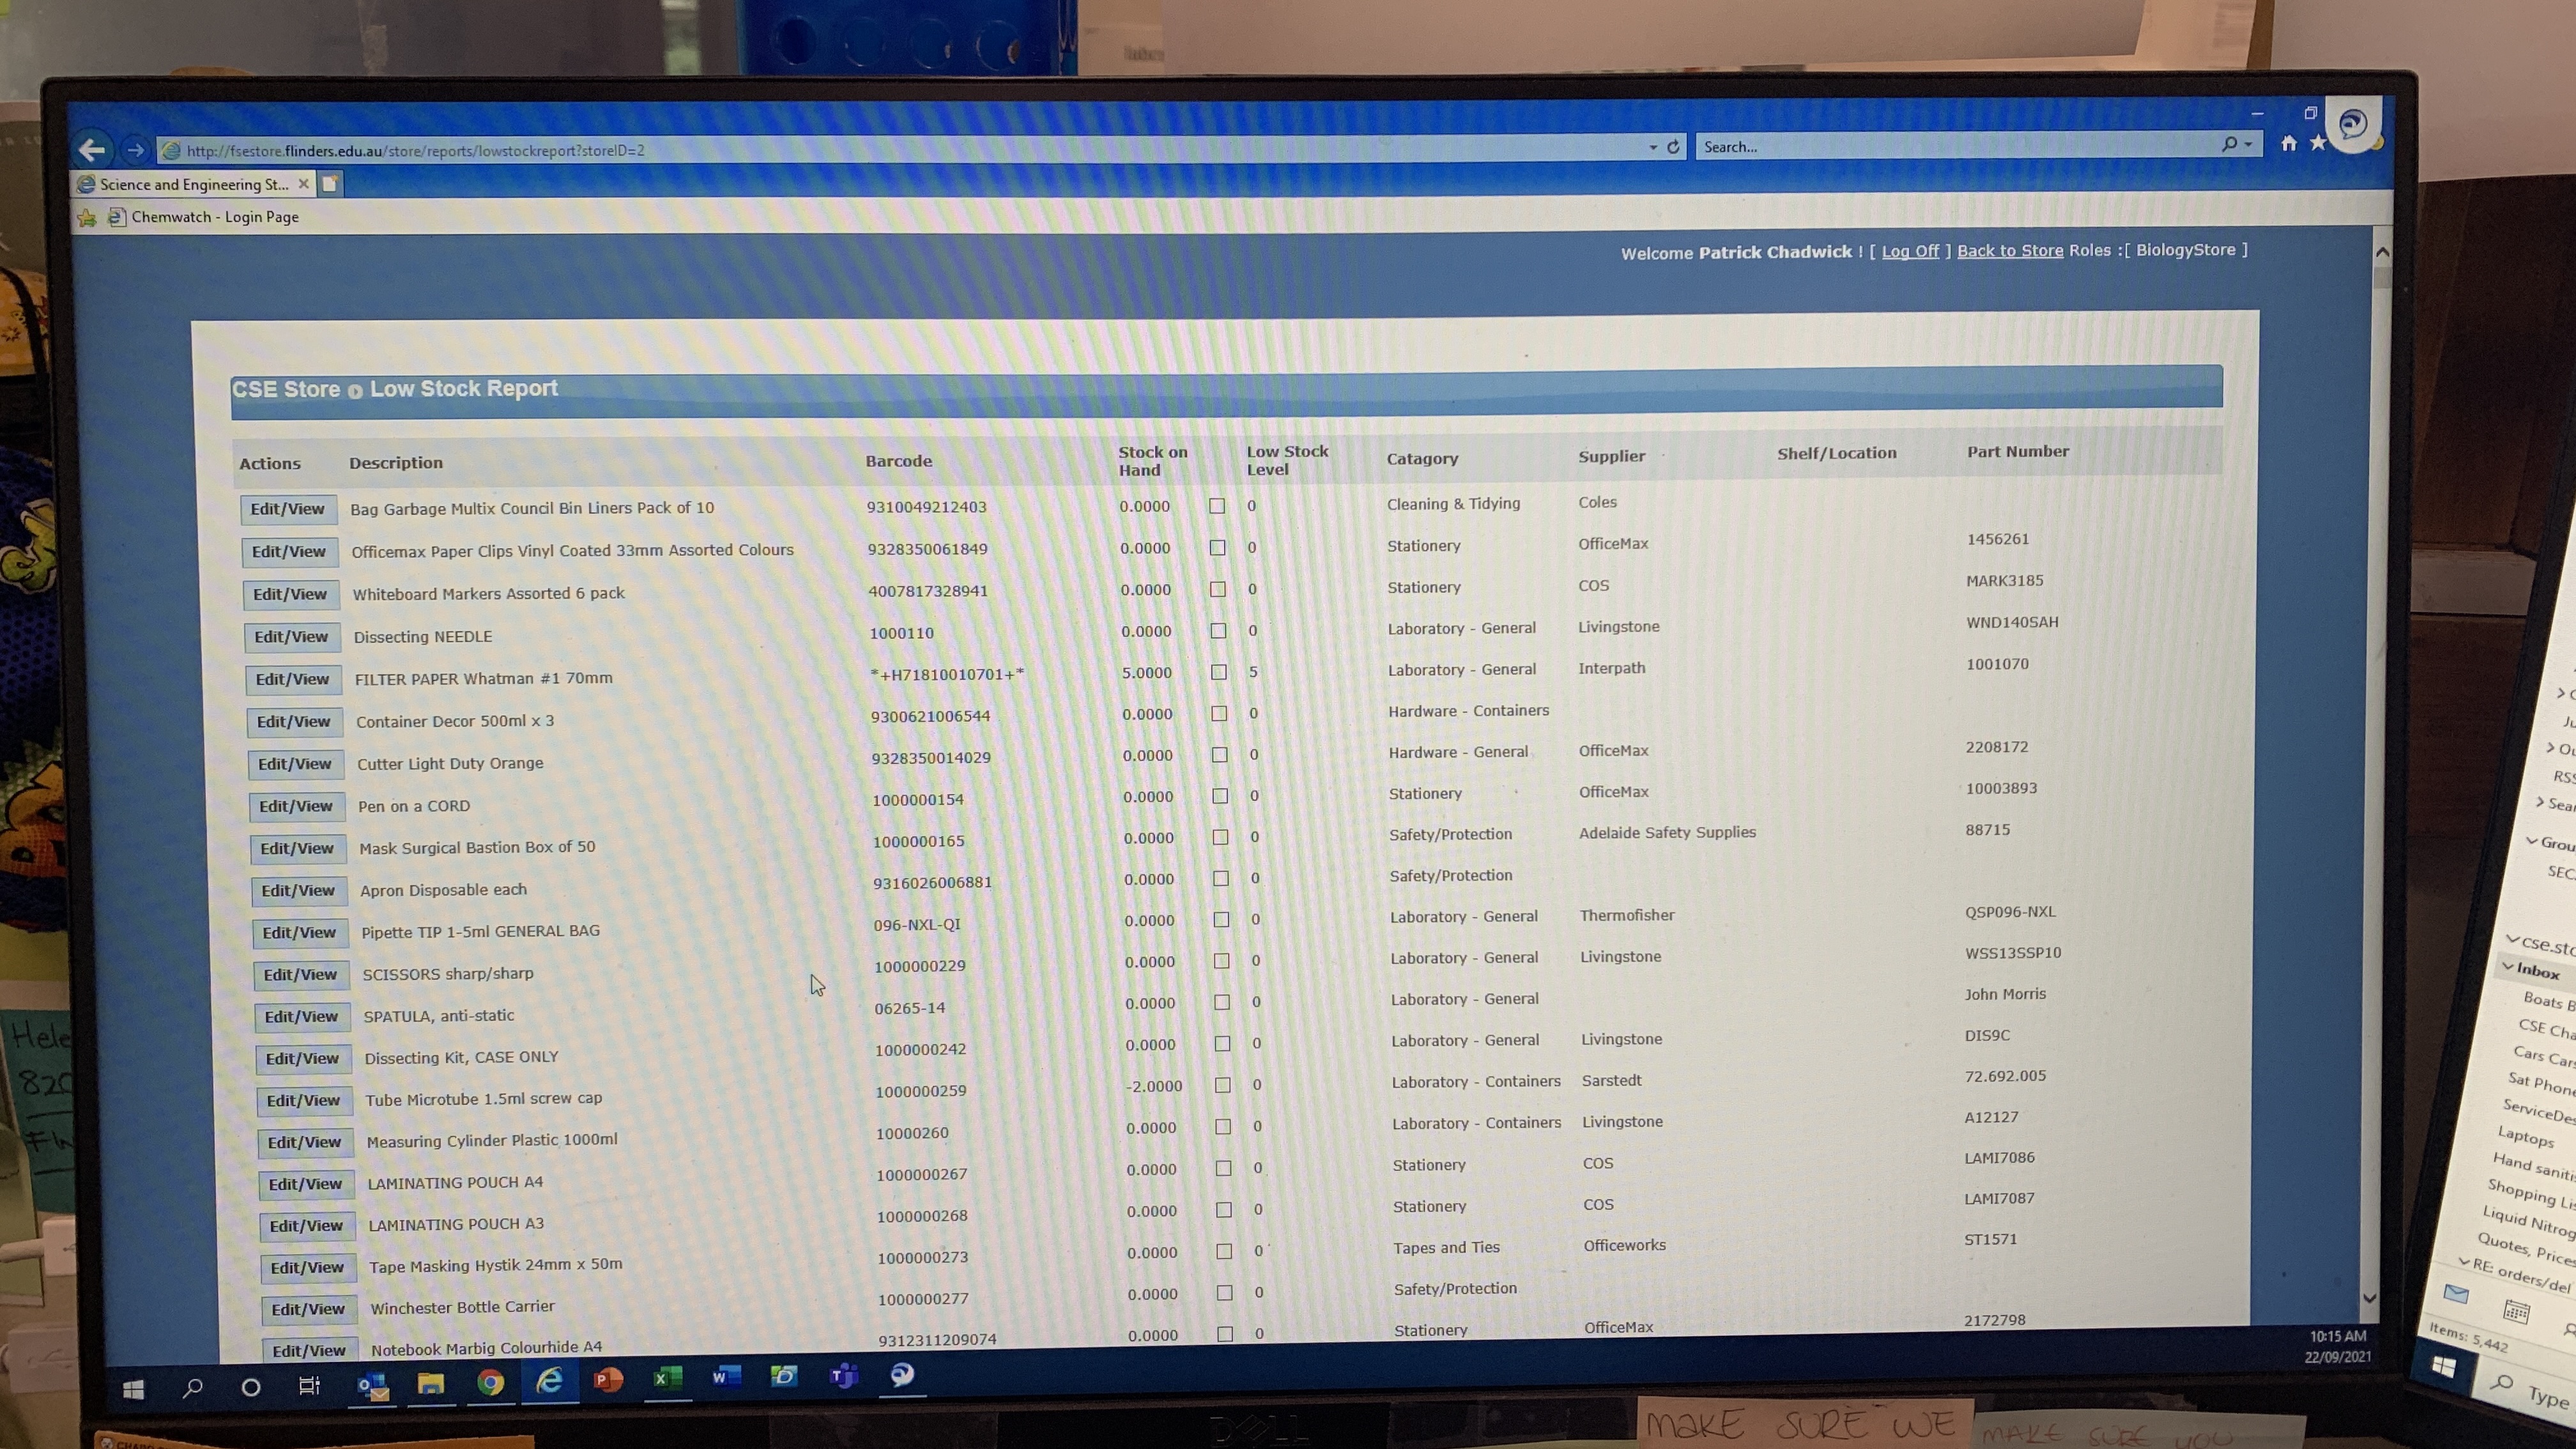 http://fsestore.flinders.edu.au/store/reports/lowstockreport?storeID=2
Search...
Science and Engineering St...
Chemwatch - Login Page
Welcome Patrick Chadwick ! [ Log Off ] Back to Store Roles :[ BiologyStore ]
CSE Store Low Stock Report
Actions Description Barcode Stock on Hand Low Stock Level Catagory Supplier Shelf/Location Part Number
Edit/View Bag Garbage Multix Council Bin Liners Pack of 10 9310049212403 0.0000 0 Cleaning & Tidying Coles
Edit/View Officemax Paper Clips Vinyl Coated 33mm Assorted Colours 9328350061849 0.0000 0 Stationery OfficeMax 1456261
Edit/View Whiteboard Markers Assorted 6 pack 4007817328941 0.0000 0 Stationery COS MARK3185
Edit/View Dissecting NEEDLE 1000110 0.0000 0 Laboratory - General Livingstone WND140SAH
Edit/View FILTER PAPER Whatman #1 70mm *+H71810010701+* 5.0000 5 Laboratory - General Interpath 1001070
Edit/View Container Decor 500ml x 3 9300621006544 0.0000 0 Hardware - Containers
Edit/View Cutter Light Duty Orange 9328350014029 0.0000 0 Hardware - General OfficeMax 2208172
Edit/View Pen on a CORD 1000000154 0.0000 0 Stationery OfficeMax 10003893
Edit/View Mask Surgical Bastion Box of 50 1000000165 0.0000 0 Safety/Protection Adelaide Safety Supplies 88715
Edit/View Apron Disposable each 9316026006881 0.0000 0 Safety/Protection
Edit/View Pipette TIP 1-5ml GENERAL BAG 096-NXL-QI 0.0000 0 Laboratory - General Thermofisher QSP096-NXL
Edit/View SCISSORS sharp/sharp 1000000229 0.0000 0 Laboratory - General Livingstone WSS13SSP10
Edit/View SPATULA, anti-static 06265-14 0.0000 0 Laboratory - General John Morris
Edit/View Dissecting Kit, CASE ONLY 1000000242 0.0000 0 Laboratory - General Livingstone DIS9C
Edit/View Tube Microtube 1.5ml screw cap 1000000259 -2.0000 0 Laboratory - Containers Sarstedt 72.692.005
Edit/View Measuring Cylinder Plastic 1000ml 10000260 0.0000 0 Laboratory - Containers Livingstone A12127
Edit/View LAMINATING POUCH A4 1000000267 0.0000 0 Stationery COS LAMI7086
Edit/View LAMINATING POUCH A3 1000000268 0.0000 0 Stationery COS LAMI7087
Edit/View Tape Masking Hystik 24mm x 50m 1000000273 0.0000 0 Tapes and Ties Officeworks ST1571
Edit/View Winchester Bottle Carrier 1000000277 0.0000 0 Safety/Protection
Edit/View Notebook Marbig Colourhide A4 9312311209074 0.0000 0 Stationery OfficeMax 2172798
10:15 AM
22/09/2021
DELL
MAKE SURE WE
MAKE SURE YOU
Hele
820
RSS
Sear
Grou
SEC
cse.sto
Inbox
Boats B
CSE Cha
Cars Cars
Sat Phone
ServiceDes
Laptops
Hand saniti
Shopping Lis
Liquid Nitrog
Quotes, Prices
RE: orders/del
Items: 5,442
Type